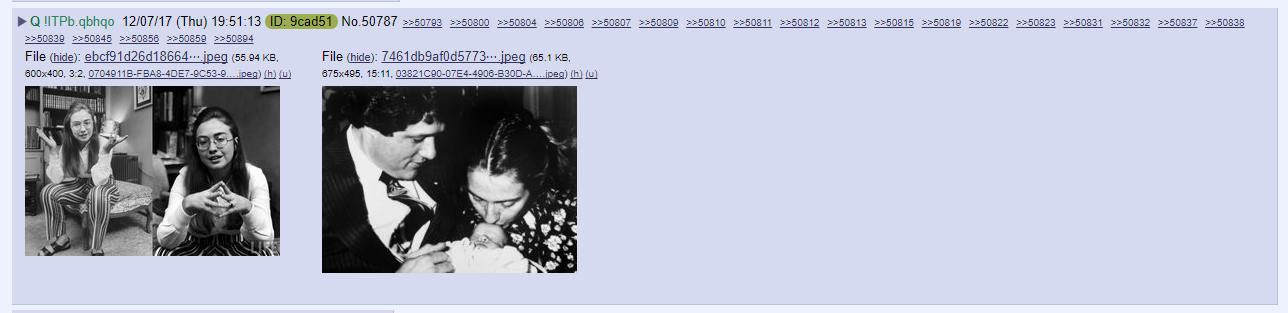 ▶ Q !ITPb.qbhqo 12/07/17 (Thu) 19:51:13 ID: 9cad51 No.50787 >>50793 >>50800 >>50804 >>50806 >>50807 >>50809 >>50810 >>50811 >>50812 >>50813 >>50815 >>50819 >>50822 >>50823 >>50831 >>50832 >>50837 >>50838
>>50839 >>50845 >>50856 >>50859 >>50894
File (hide): ebcf91d26d18664⋯.jpeg (55.94 KB,
600x400, 3:2, 0704911B-FBA8-4DE7-9C53-9….jpeg) (h) (u)
File (hide): 7461db9af0d5773⋯.jpeg (65.1 KB,
675x495, 15:11, 03821C90-07E4-4906-B30D-A….jpeg) (h) (u)
LIFE